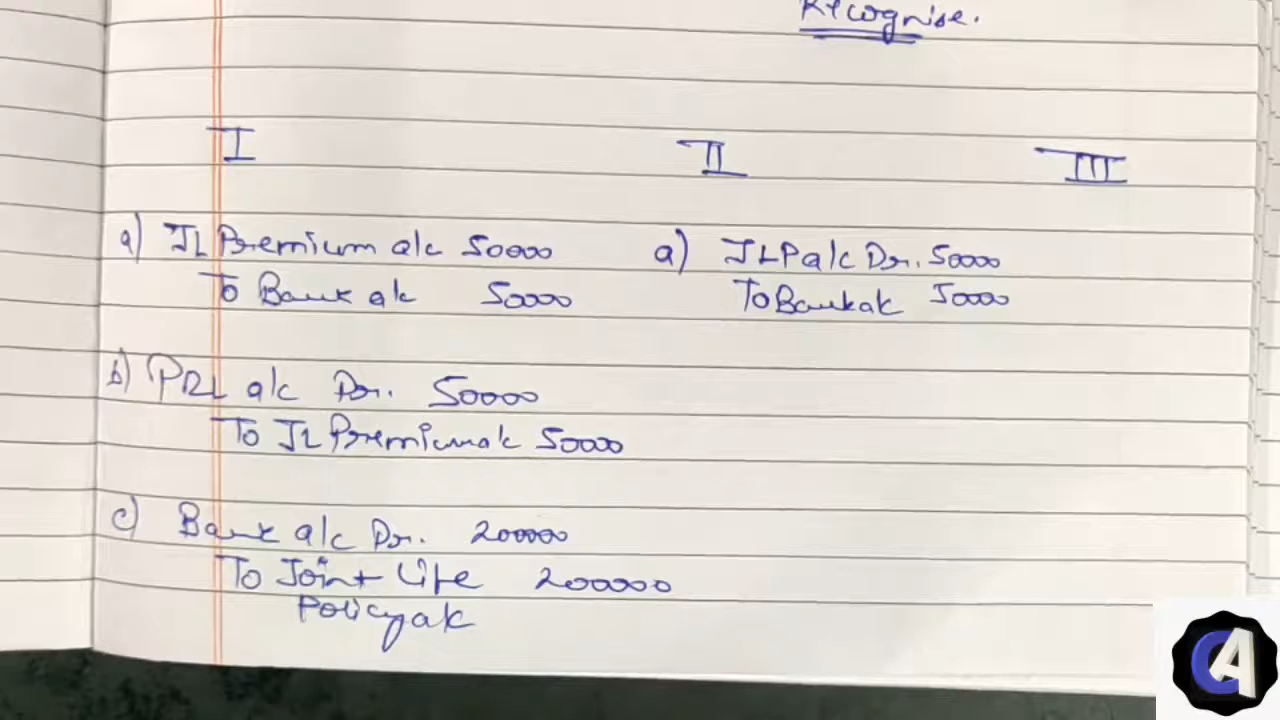 Recognise.
I
II
III
a) JL Premium a/c 50000
To Bank a/c 50000
a) JLP a/c Dr. 50000
To Bank a/c 50000
b) P&L a/c Dr. 50000
To JL Premium a/c 50000
c) Bank a/c Dr. 200000
To Joint Life 200000
Policy a/c
CA